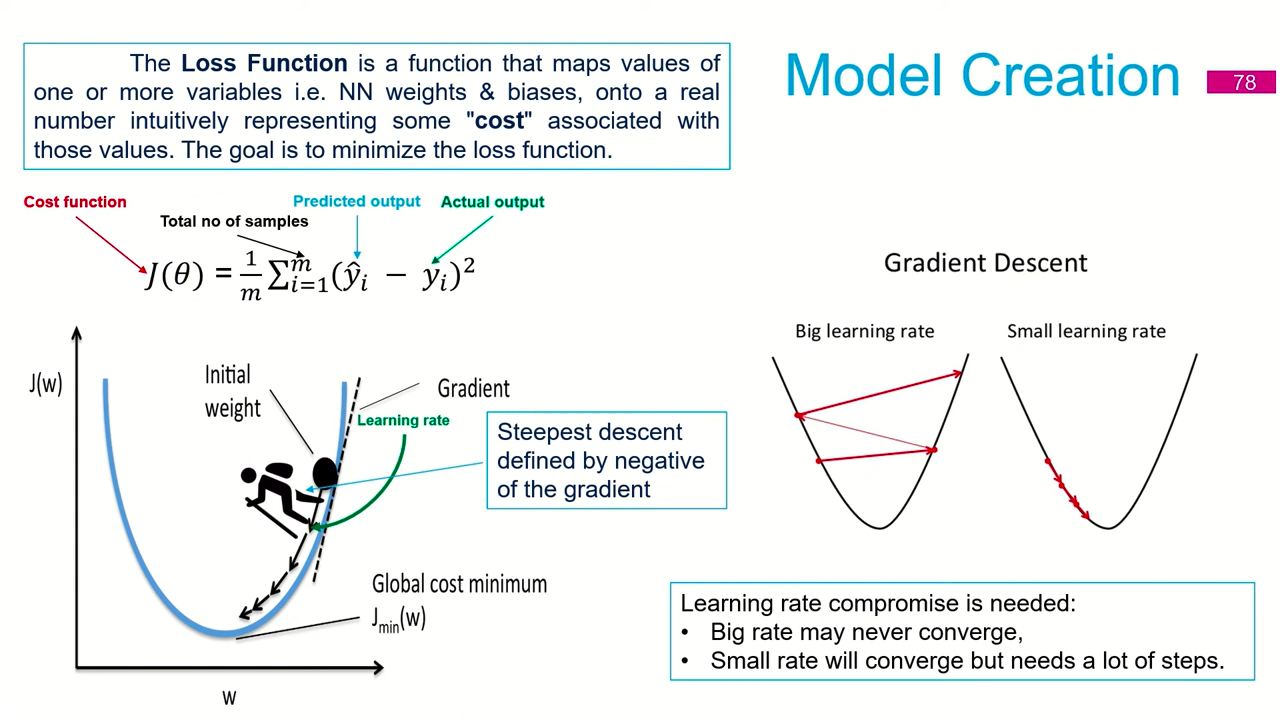 The Loss Function is a function that maps values of
one or more variables i.e. NN weights & biases, onto a real
number intuitively representing some "cost" associated with
those values. The goal is to minimize the loss function.
Model Creation
78
Cost function
Total no of samples
Predicted output
Actual output
J(θ) = 1/m ∑ᵐᵢ₌₁(ŷᵢ − yᵢ)²
J(w)
Initial
weight
Gradient
Learning rate
Steepest descent
defined by negative
of the gradient
Global cost minimum
Jmin(w)
w
Gradient Descent
Big learning rate
Small learning rate
Learning rate compromise is needed:
• Big rate may never converge,
• Small rate will converge but needs a lot of steps.